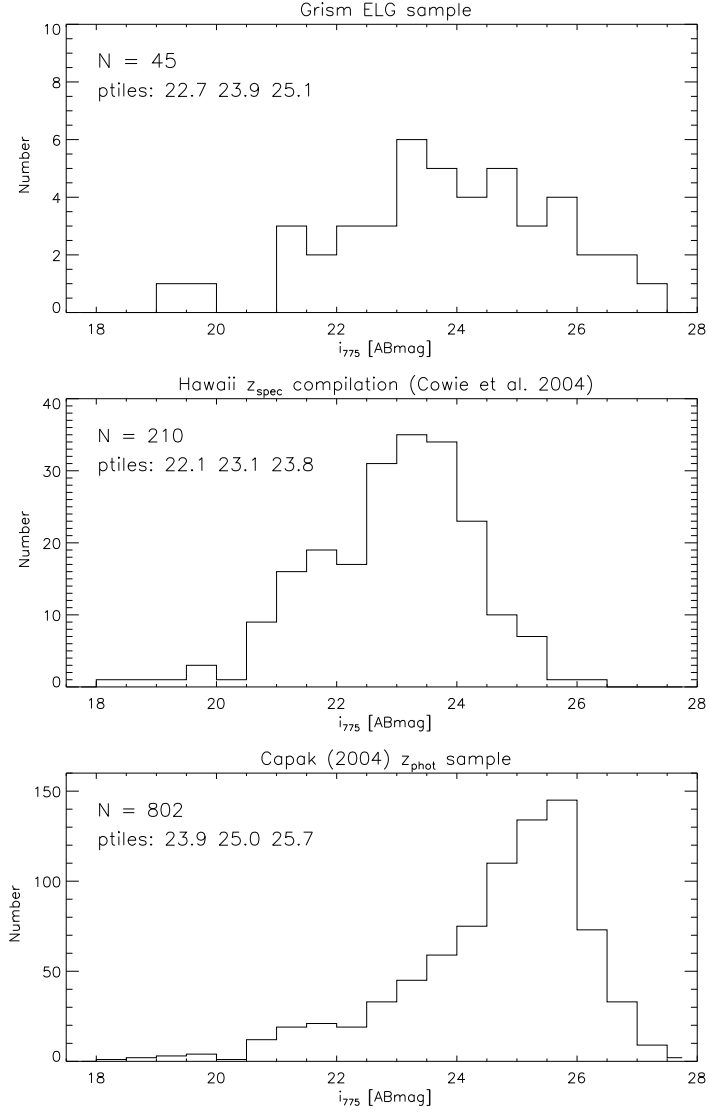 Grism ELG sample
10
8
6
4
2
0
Number
N = 45
ptiles: 22.7 23.9 25.1
18 20 22 24 26 28
i775 [ABmag]
Hawaii zspec compilation (Cowie et al. 2004)
40
30
20
10
0
Number
N = 210
ptiles: 22.1 23.1 23.8
18 20 22 24 26 28
i775 [ABmag]
Capak (2004) zphot sample
150
100
50
0
Number
N = 802
ptiles: 23.9 25.0 25.7
18 20 22 24 26 28
i775 [ABmag]